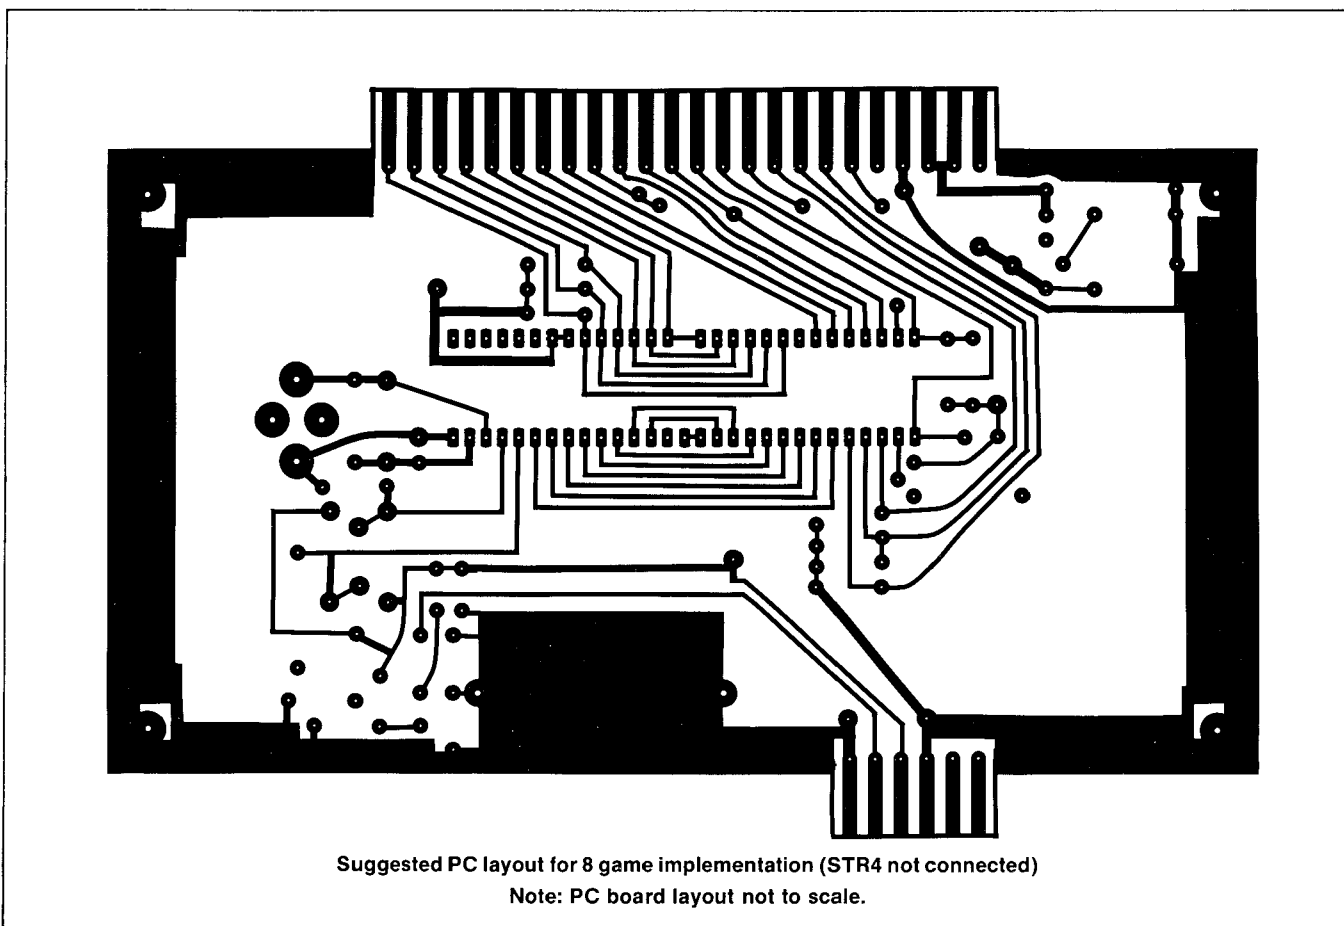 Suggested PC layout for 8 game implementation (STR4 not connected)
Note: PC board layout not to scale.